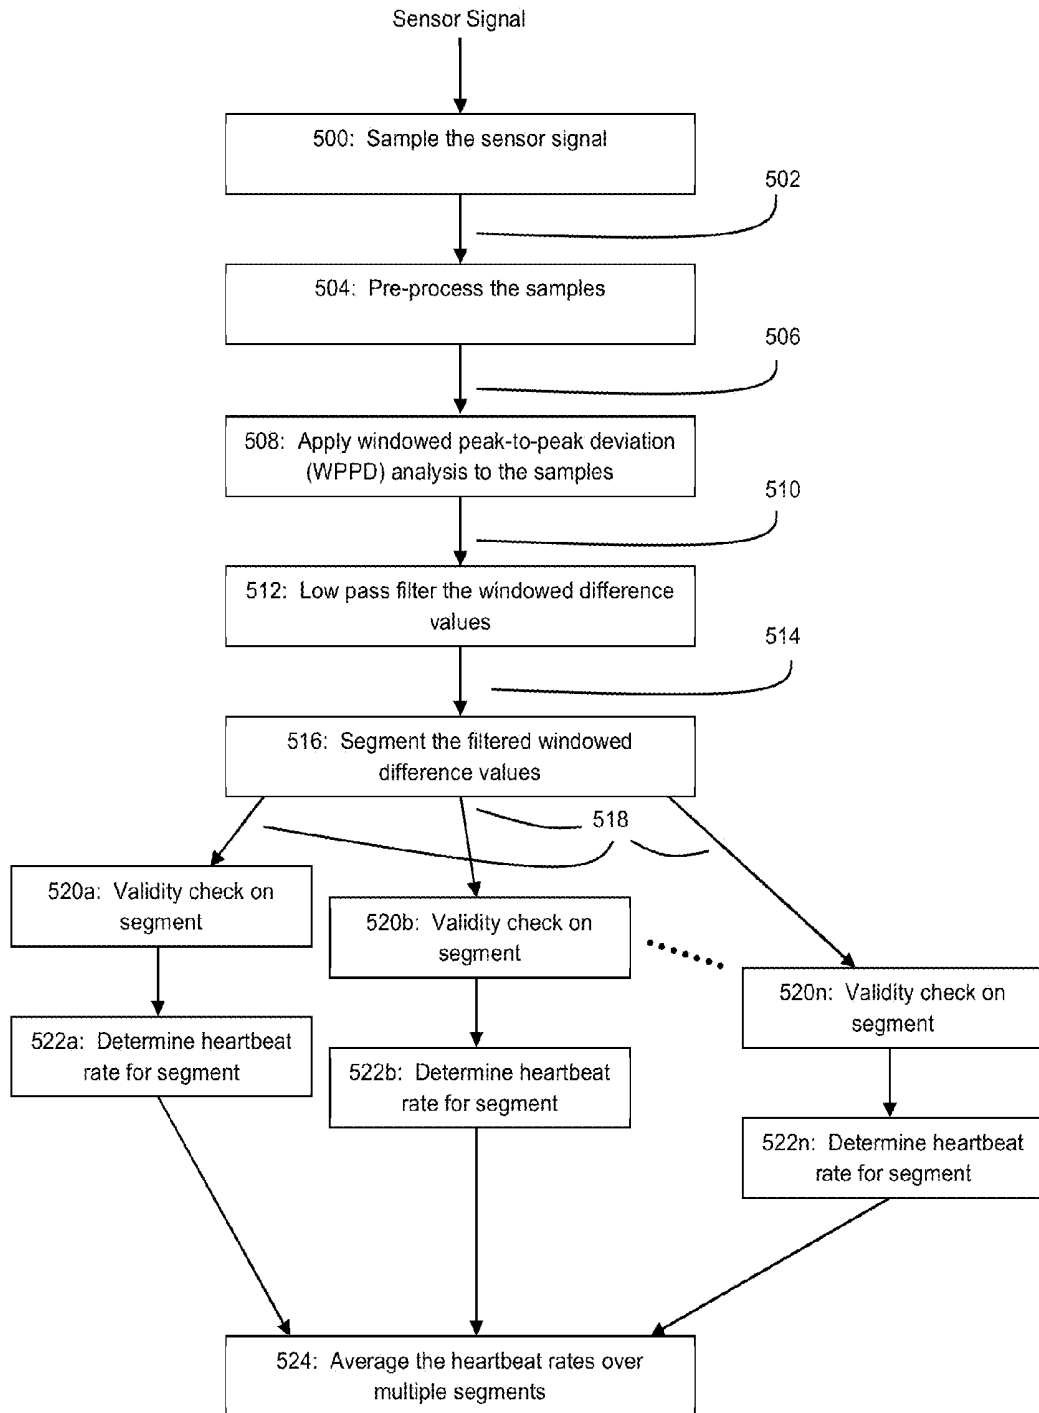 Sensor Signal
500: Sample the sensor signal
502
504: Pre-process the samples
506
508: Apply windowed peak-to-peak deviation
(WPPD) analysis to the samples
510
512: Low pass filter the windowed difference
values
514
516: Segment the filtered windowed
difference values
518
520a: Validity check on
segment
520b: Validity check on
segment
520n: Validity check on
segment
522a: Determine heartbeat
rate for segment
522b: Determine heartbeat
rate for segment
522n: Determine heartbeat
rate for segment
524: Average the heartbeat rates over
multiple segments